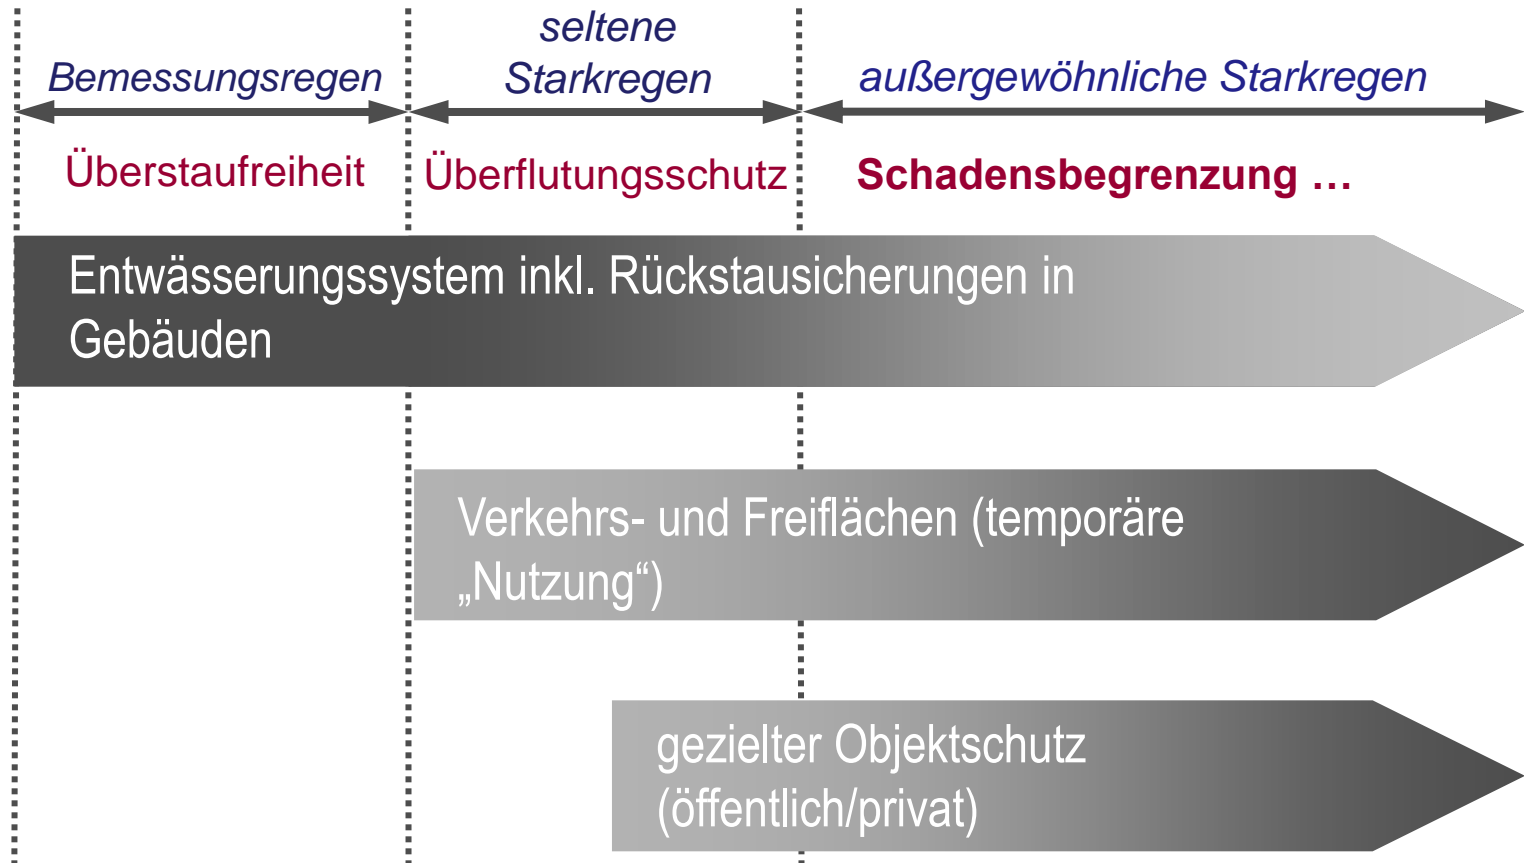 seltene
Bemessungsregen
Starkregen
außergewöhnliche Starkregen
Überstaufreiheit
Überflutungsschutz
Schadensbegrenzung …
Entwässerungssystem inkl. Rückstausicherungen in
Gebäuden
Verkehrs- und Freiflächen (temporäre
„Nutzung“)
gezielter Objektschutz
(öffentlich/privat)